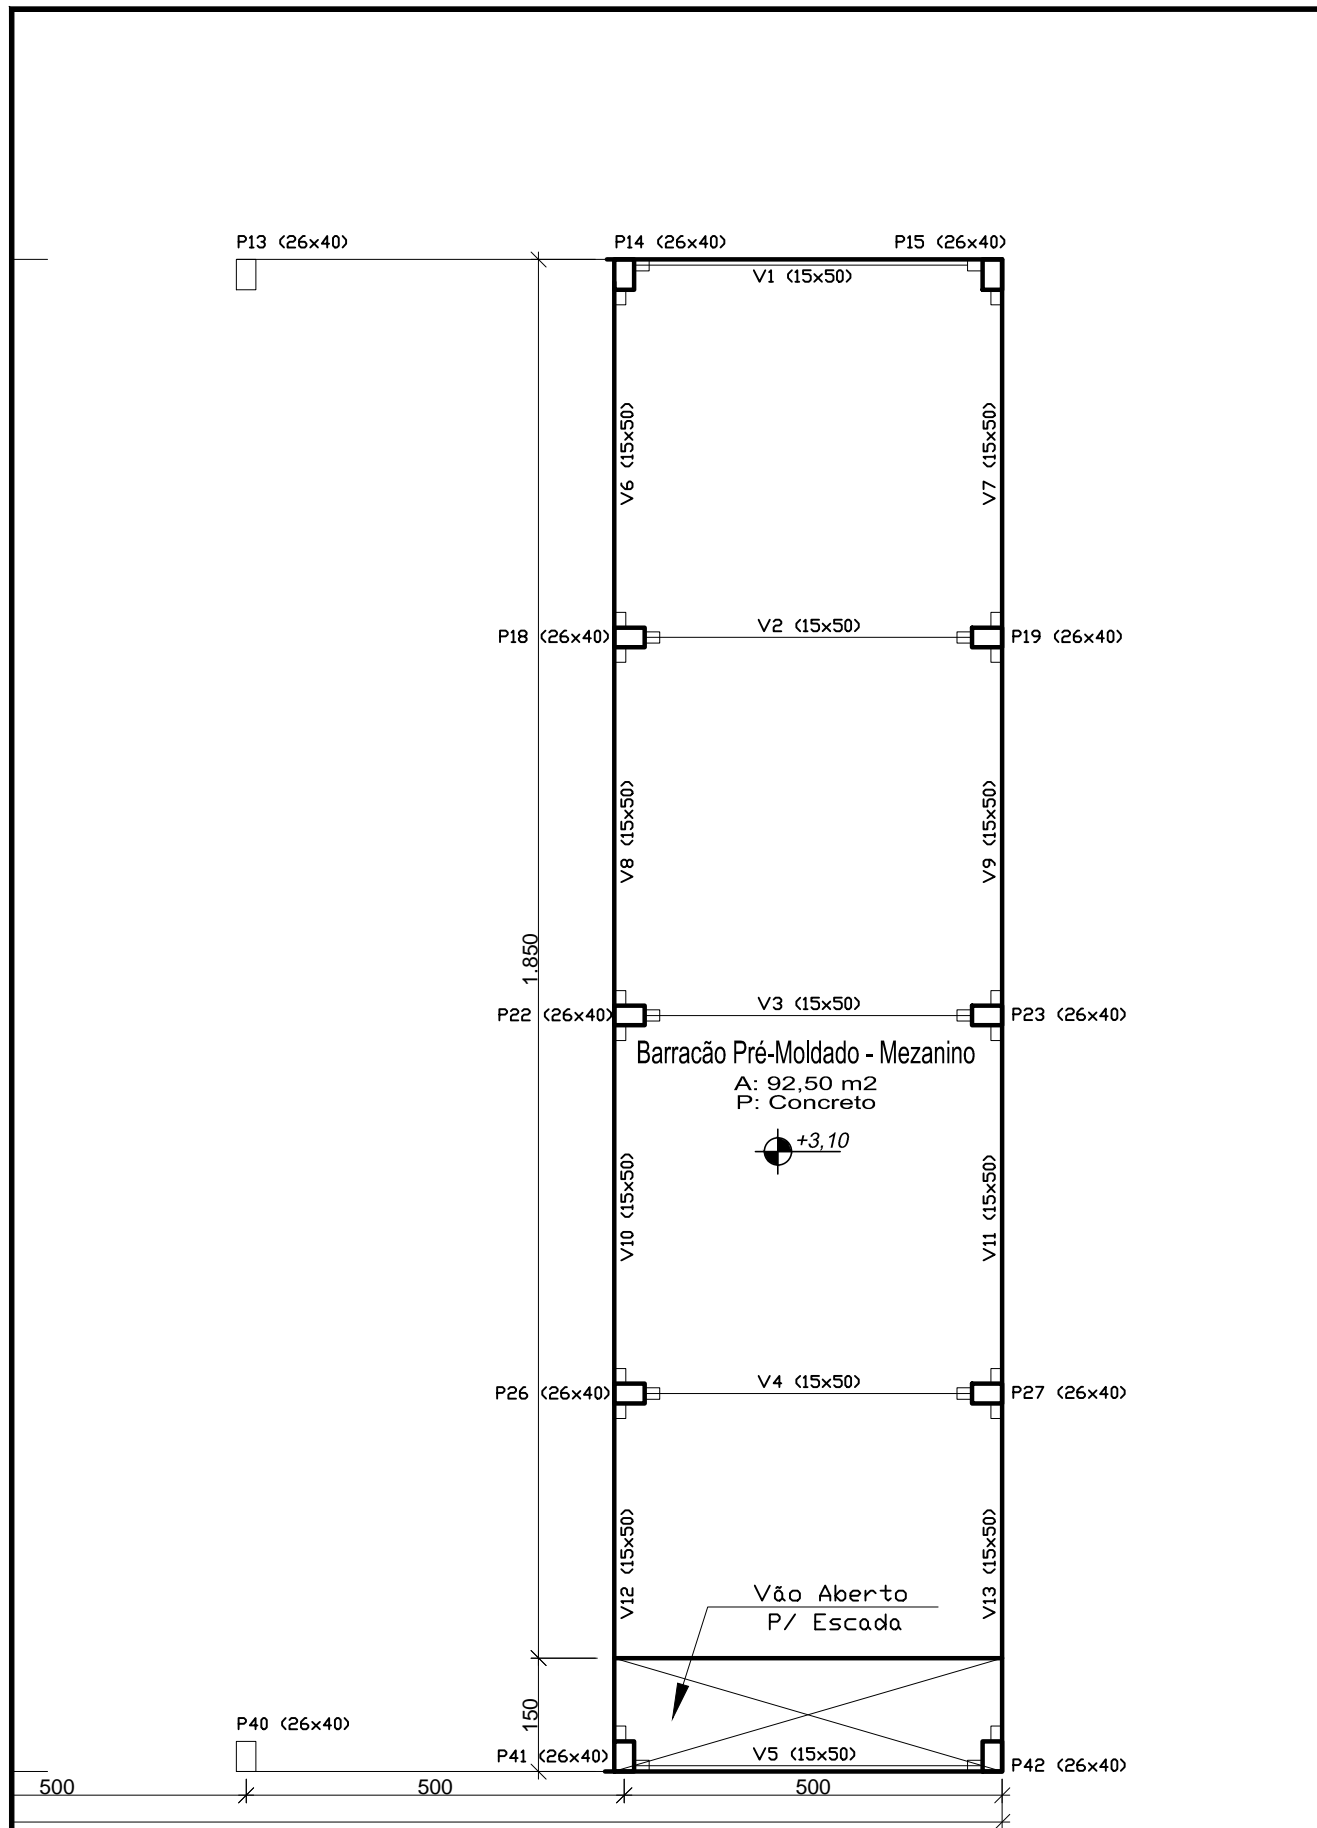 P13 (26x40)
P14 (26x40)
P15 (26x40)
V1 (15x50)
V6 (15x50)
V7 (15x50)
P18 (26x40)
V2 (15x50)
P19 (26x40)
V8 (15x50)
V9 (15x50)
1.850
P22 (26x40)
V3 (15x50)
P23 (26x40)
Barracão Pré-Moldado - Mezanino
A: 92,50 m2
P: Concreto
+3,10
V10 (15x50)
V11 (15x50)
P26 (26x40)
V4 (15x50)
P27 (26x40)
V12 (15x50)
V13 (15x50)
Vão Aberto
P/ Escada
150
P40 (26x40)
P41 (26x40)
V5 (15x50)
P42 (26x40)
500
500
500